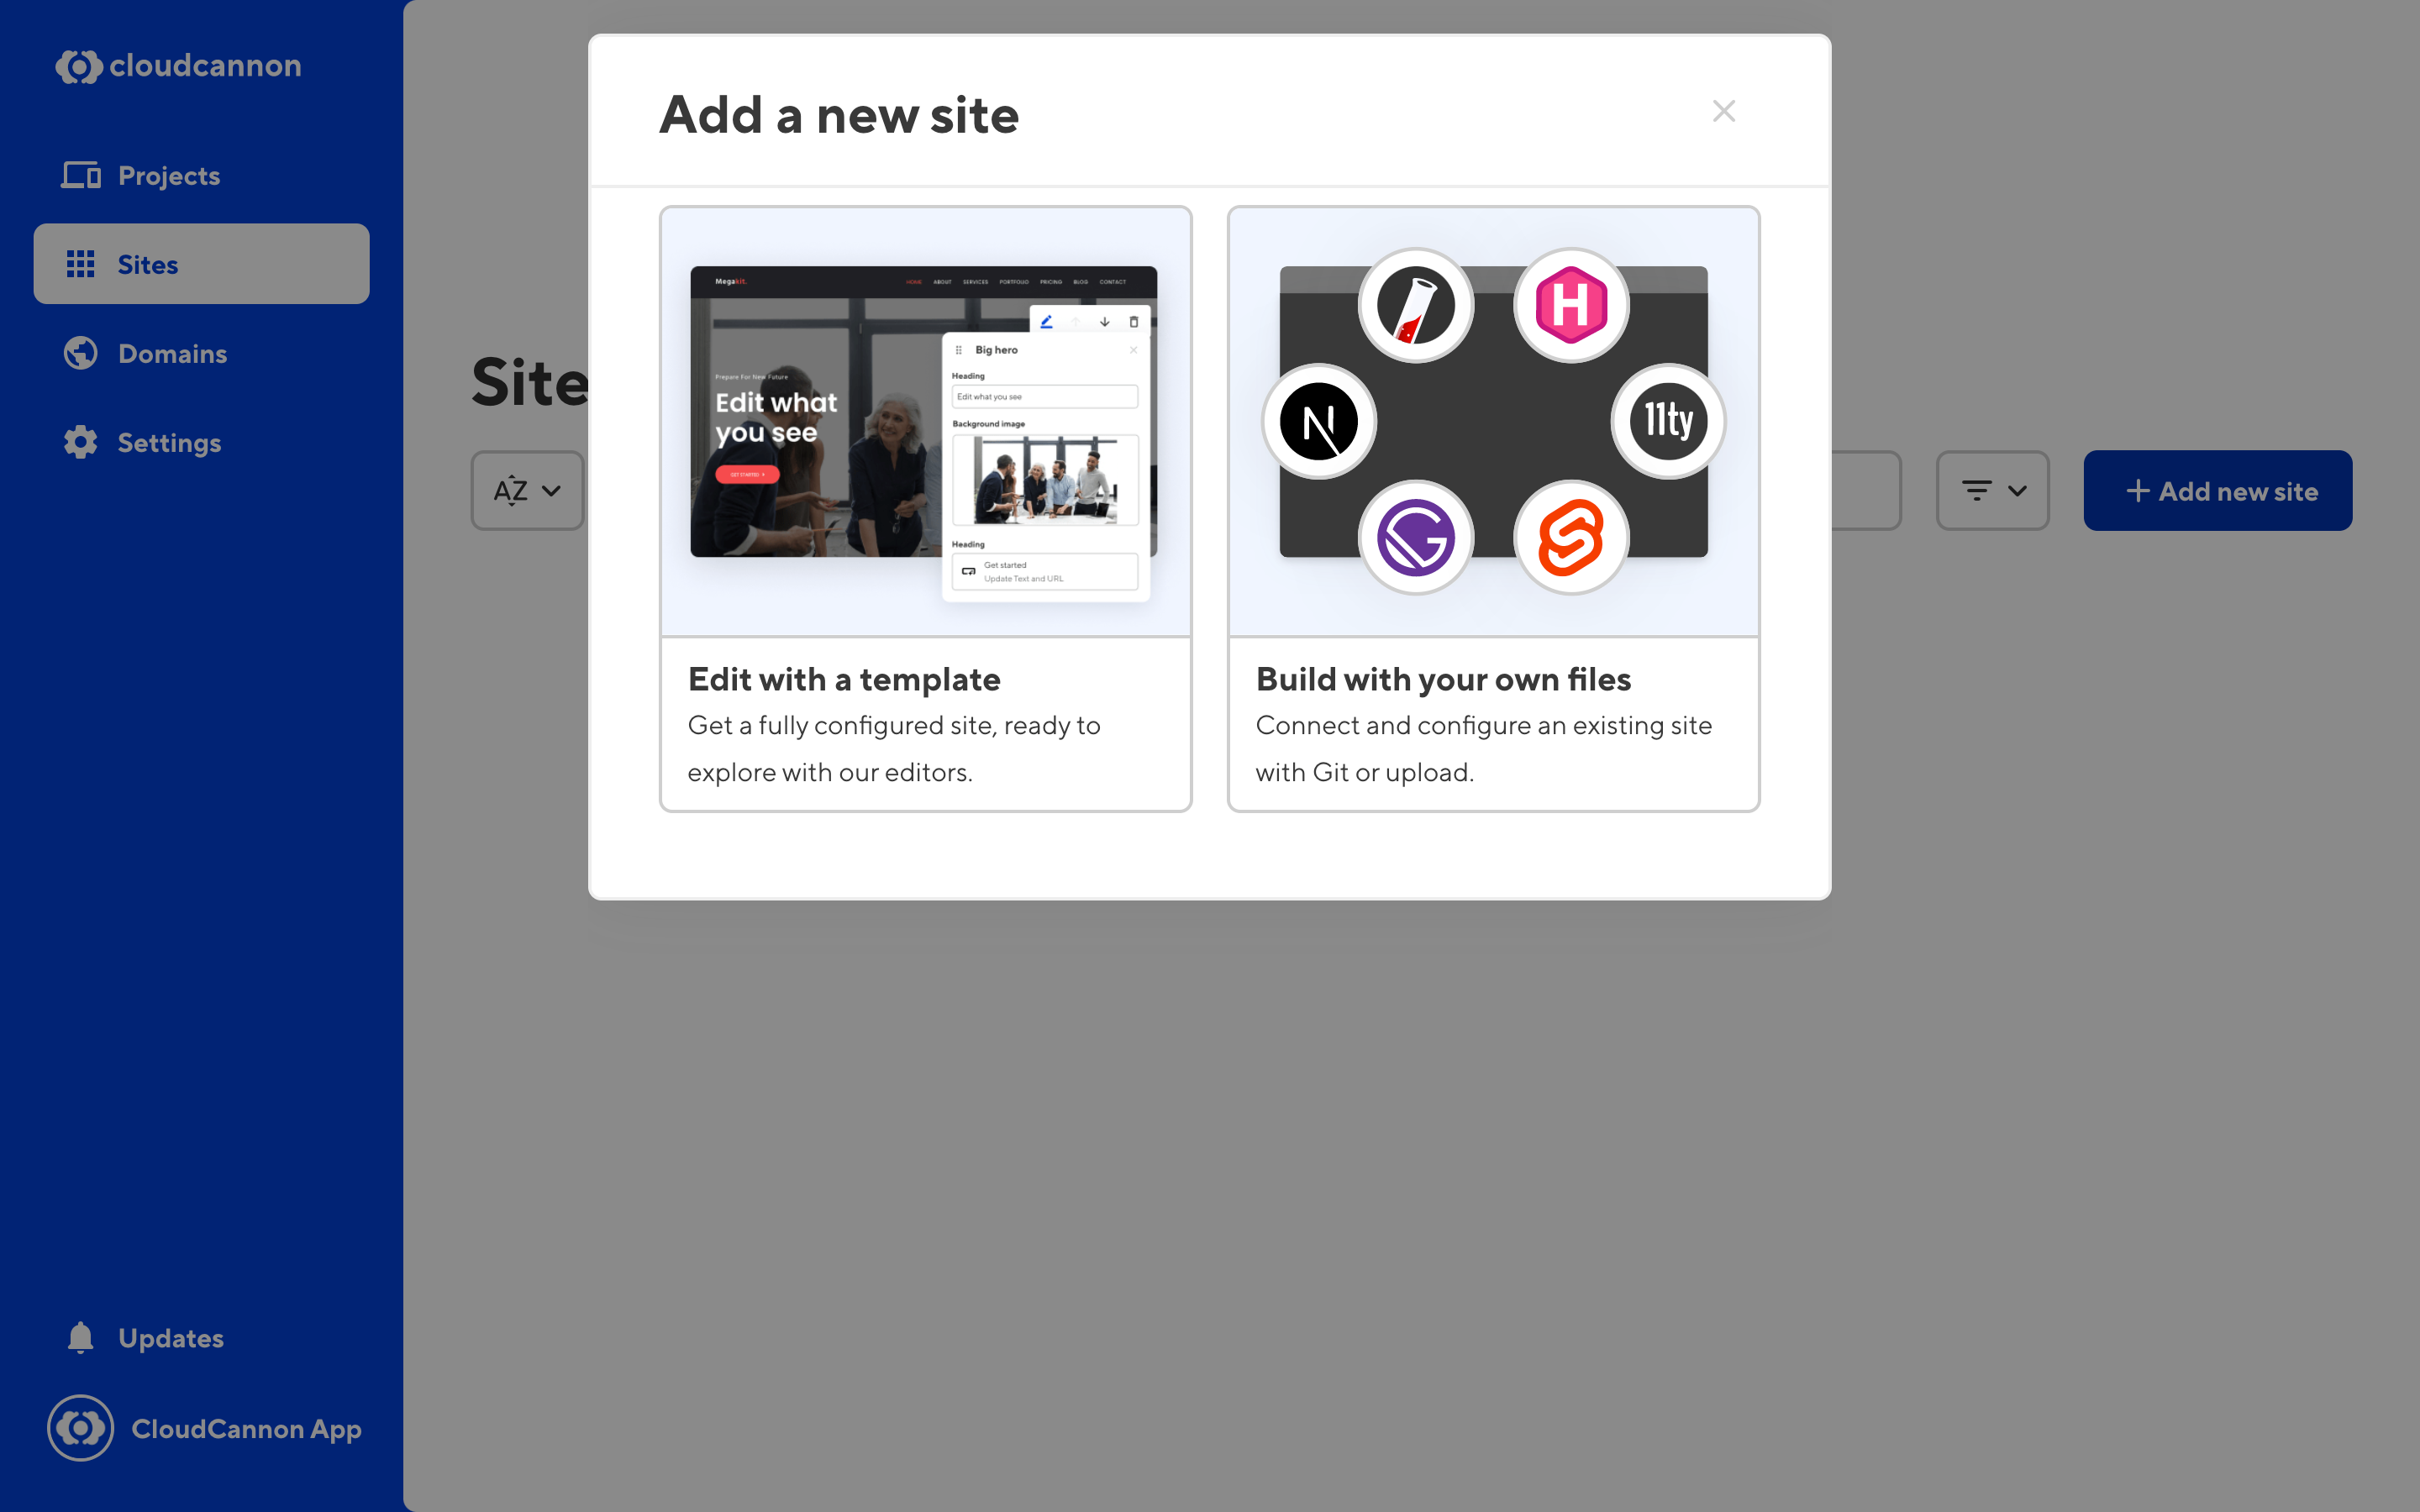 cloudcannon
Projects
Sites
Domains
Settings
Updates
CloudCannon App
Site
AZ
Add new site
Add a new site
Megakit.
HOME ABOUT SERVICES PORTFOLIO PRICING BLOG CONTACT
Prepare For New Future
Edit what
you see
GET STARTED
Big hero
Heading
Edit what you see
Background image
Heading
Get started
Update Text and URL
Edit with a template
Get a fully configured site, ready to
explore with our editors.
H
N
11ty
G
S
Build with your own files
Connect and configure an existing site
with Git or upload.